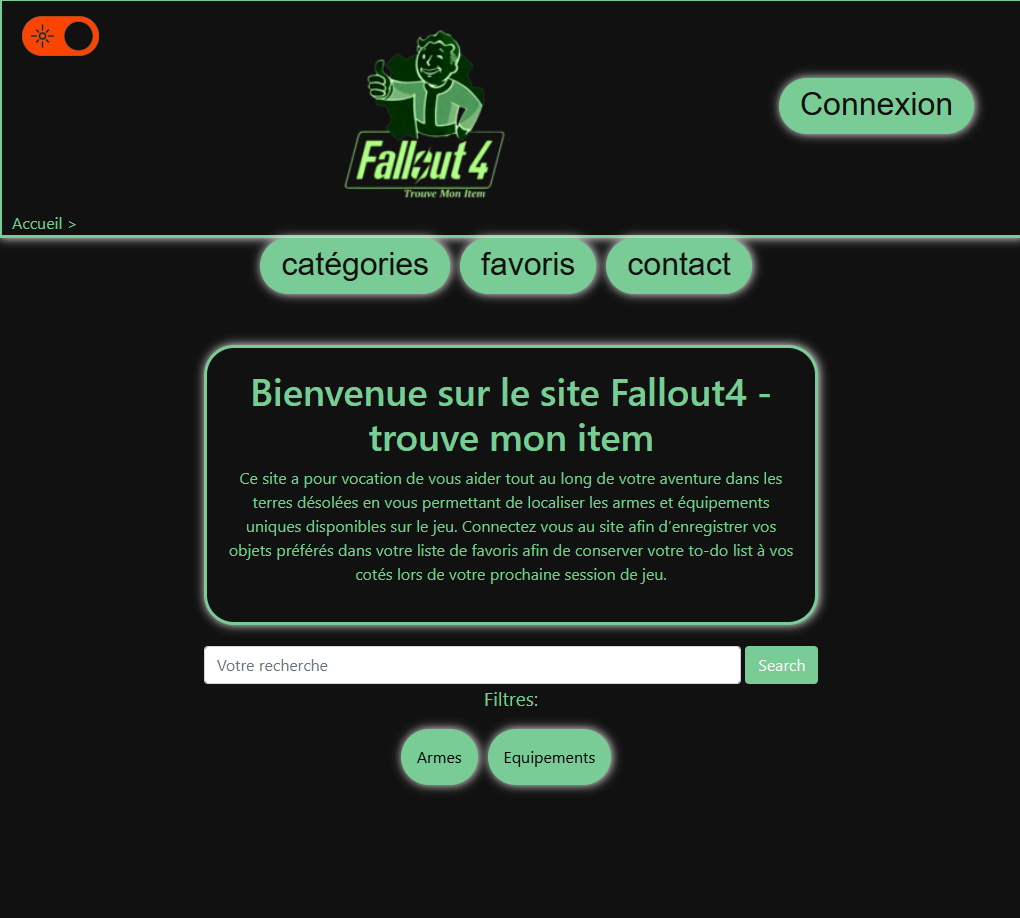 Connexion
Fallout 4
Trouve Mon Item
Accueil >
catégories favoris contact
Bienvenue sur le site Fallout4 -
trouve mon item
Ce site a pour vocation de vous aider tout au long de votre aventure dans les
terres désolées en vous permettant de localiser les armes et équipements
uniques disponibles sur le jeu. Connectez vous au site afin d'enregistrer vos
objets préférés dans votre liste de favoris afin de conserver votre to-do list à vos
cotés lors de votre prochaine session de jeu.
Votre recherche Search
Filtres:
Armes Equipements